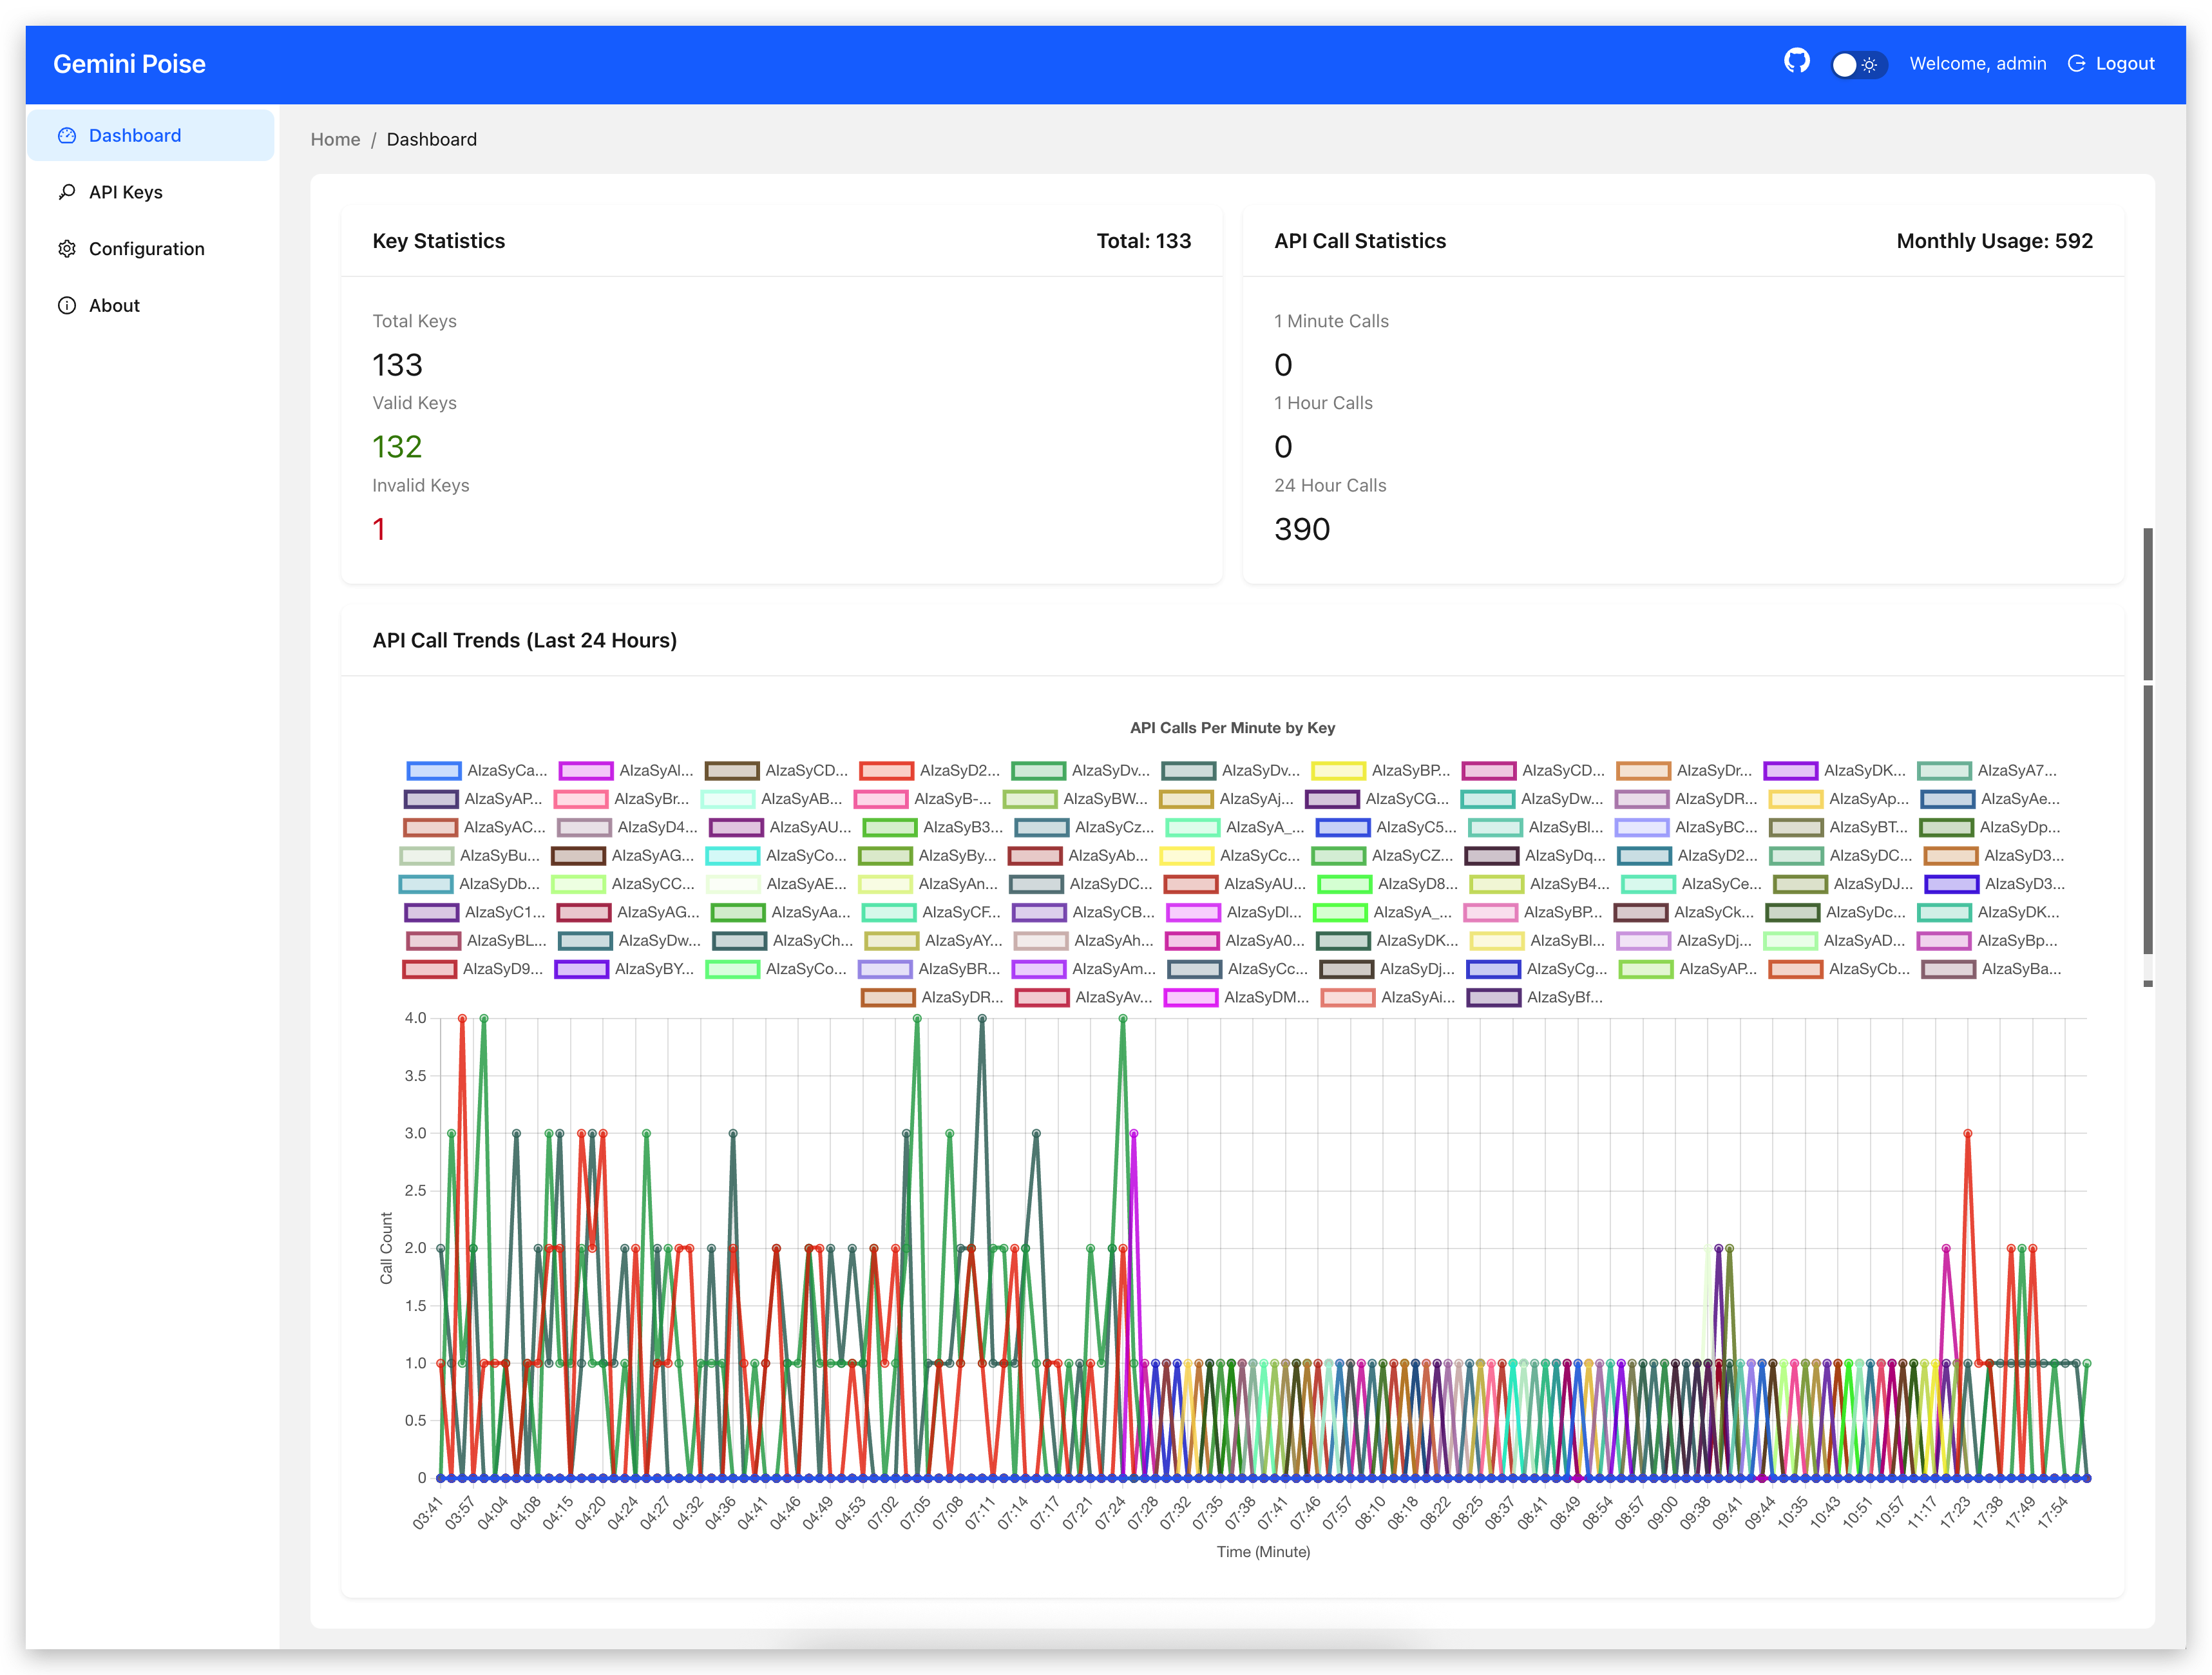 Gemini Poise
Welcome, admin
Logout
Dashboard
API Keys
Configuration
About
Home / Dashboard
Key Statistics
Total: 133
Total Keys
133
Valid Keys
132
Invalid Keys
1
API Call Statistics
Monthly Usage: 592
1 Minute Calls
0
1 Hour Calls
0
24 Hour Calls
390
API Call Trends (Last 24 Hours)
API Calls Per Minute by Key
AIzaSyCa... AIzaSyAl... AIzaSyCD... AIzaSyD2... AIzaSyDv... AIzaSyDv... AIzaSyBP... AIzaSyCD... AIzaSyDr... AIzaSyDK... AIzaSyA7...
AIzaSyAP... AIzaSyBr... AIzaSyAB... AIzaSyB-... AIzaSyBW... AIzaSyAj... AIzaSyCG... AIzaSyDw... AIzaSyDR... AIzaSyAp... AIzaSyAe...
AIzaSyAC... AIzaSyD4... AIzaSyAU... AIzaSyB3... AIzaSyCz... AIzaSyA_... AIzaSyC5... AIzaSyBl... AIzaSyBC... AIzaSyBT... AIzaSyDp...
AIzaSyBu... AIzaSyAG... AIzaSyCo... AIzaSyBy... AIzaSyAb... AIzaSyCc... AIzaSyCZ... AIzaSyDq... AIzaSyD2... AIzaSyDC... AIzaSyD3...
AIzaSyDb... AIzaSyCC... AIzaSyAE... AIzaSyAn... AIzaSyDC... AIzaSyAU... AIzaSyD8... AIzaSyB4... AIzaSyCe... AIzaSyDJ... AIzaSyD3...
AIzaSyC1... AIzaSyAG... AIzaSyAa... AIzaSyCF... AIzaSyCB... AIzaSyDl... AIzaSyA_... AIzaSyBP... AIzaSyCk... AIzaSyDc... AIzaSyDK...
AIzaSyBL... AIzaSyDw... AIzaSyCh... AIzaSyAY... AIzaSyAh... AIzaSyA0... AIzaSyDK... AIzaSyBl... AIzaSyDj... AIzaSyAD... AIzaSyBp...
AIzaSyD9... AIzaSyBY... AIzaSyCo... AIzaSyBR... AIzaSyAm... AIzaSyCc... AIzaSyDj... AIzaSyCg... AIzaSyAP... AIzaSyCb... AIzaSyBa...
AIzaSyDR... AIzaSyAv... AIzaSyDM... AIzaSyAi... AIzaSyBf...
4.0
3.5
3.0
2.5
2.0
1.5
1.0
0.5
0
Call Count
03:41 03:57 04:04 04:08 04:15 04:20 04:24 04:27 04:32 04:36 04:41 04:46 04:49 04:53 07:02 07:05 07:08 07:11 07:14 07:17 07:21 07:24 07:28 07:32 07:35 07:38 07:41 07:46 07:57 08:10 08:18 08:22 08:25 08:37 08:41 08:49 08:54 08:57 09:00 09:38 09:41 09:44 10:35 10:43 10:51 10:57 11:17 17:23 17:38 17:49 17:54
Time (Minute)